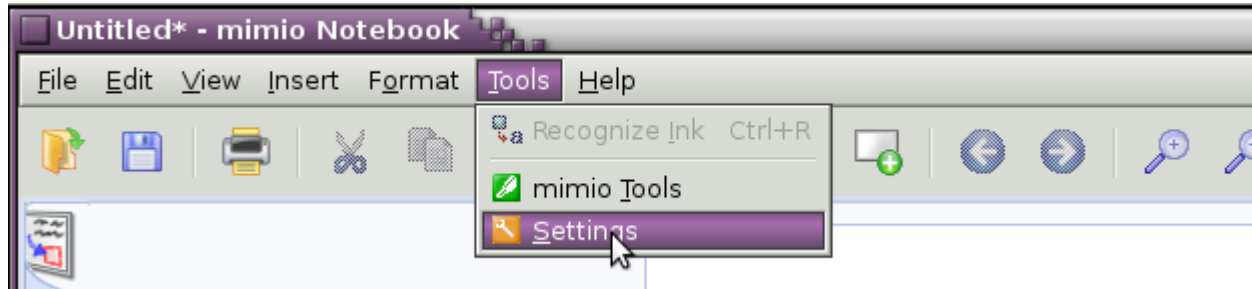 Untitled* - mimio Notebook
File Edit View Insert Format Tools Help
Recognize Ink Ctrl+R
mimio Tools
Settings